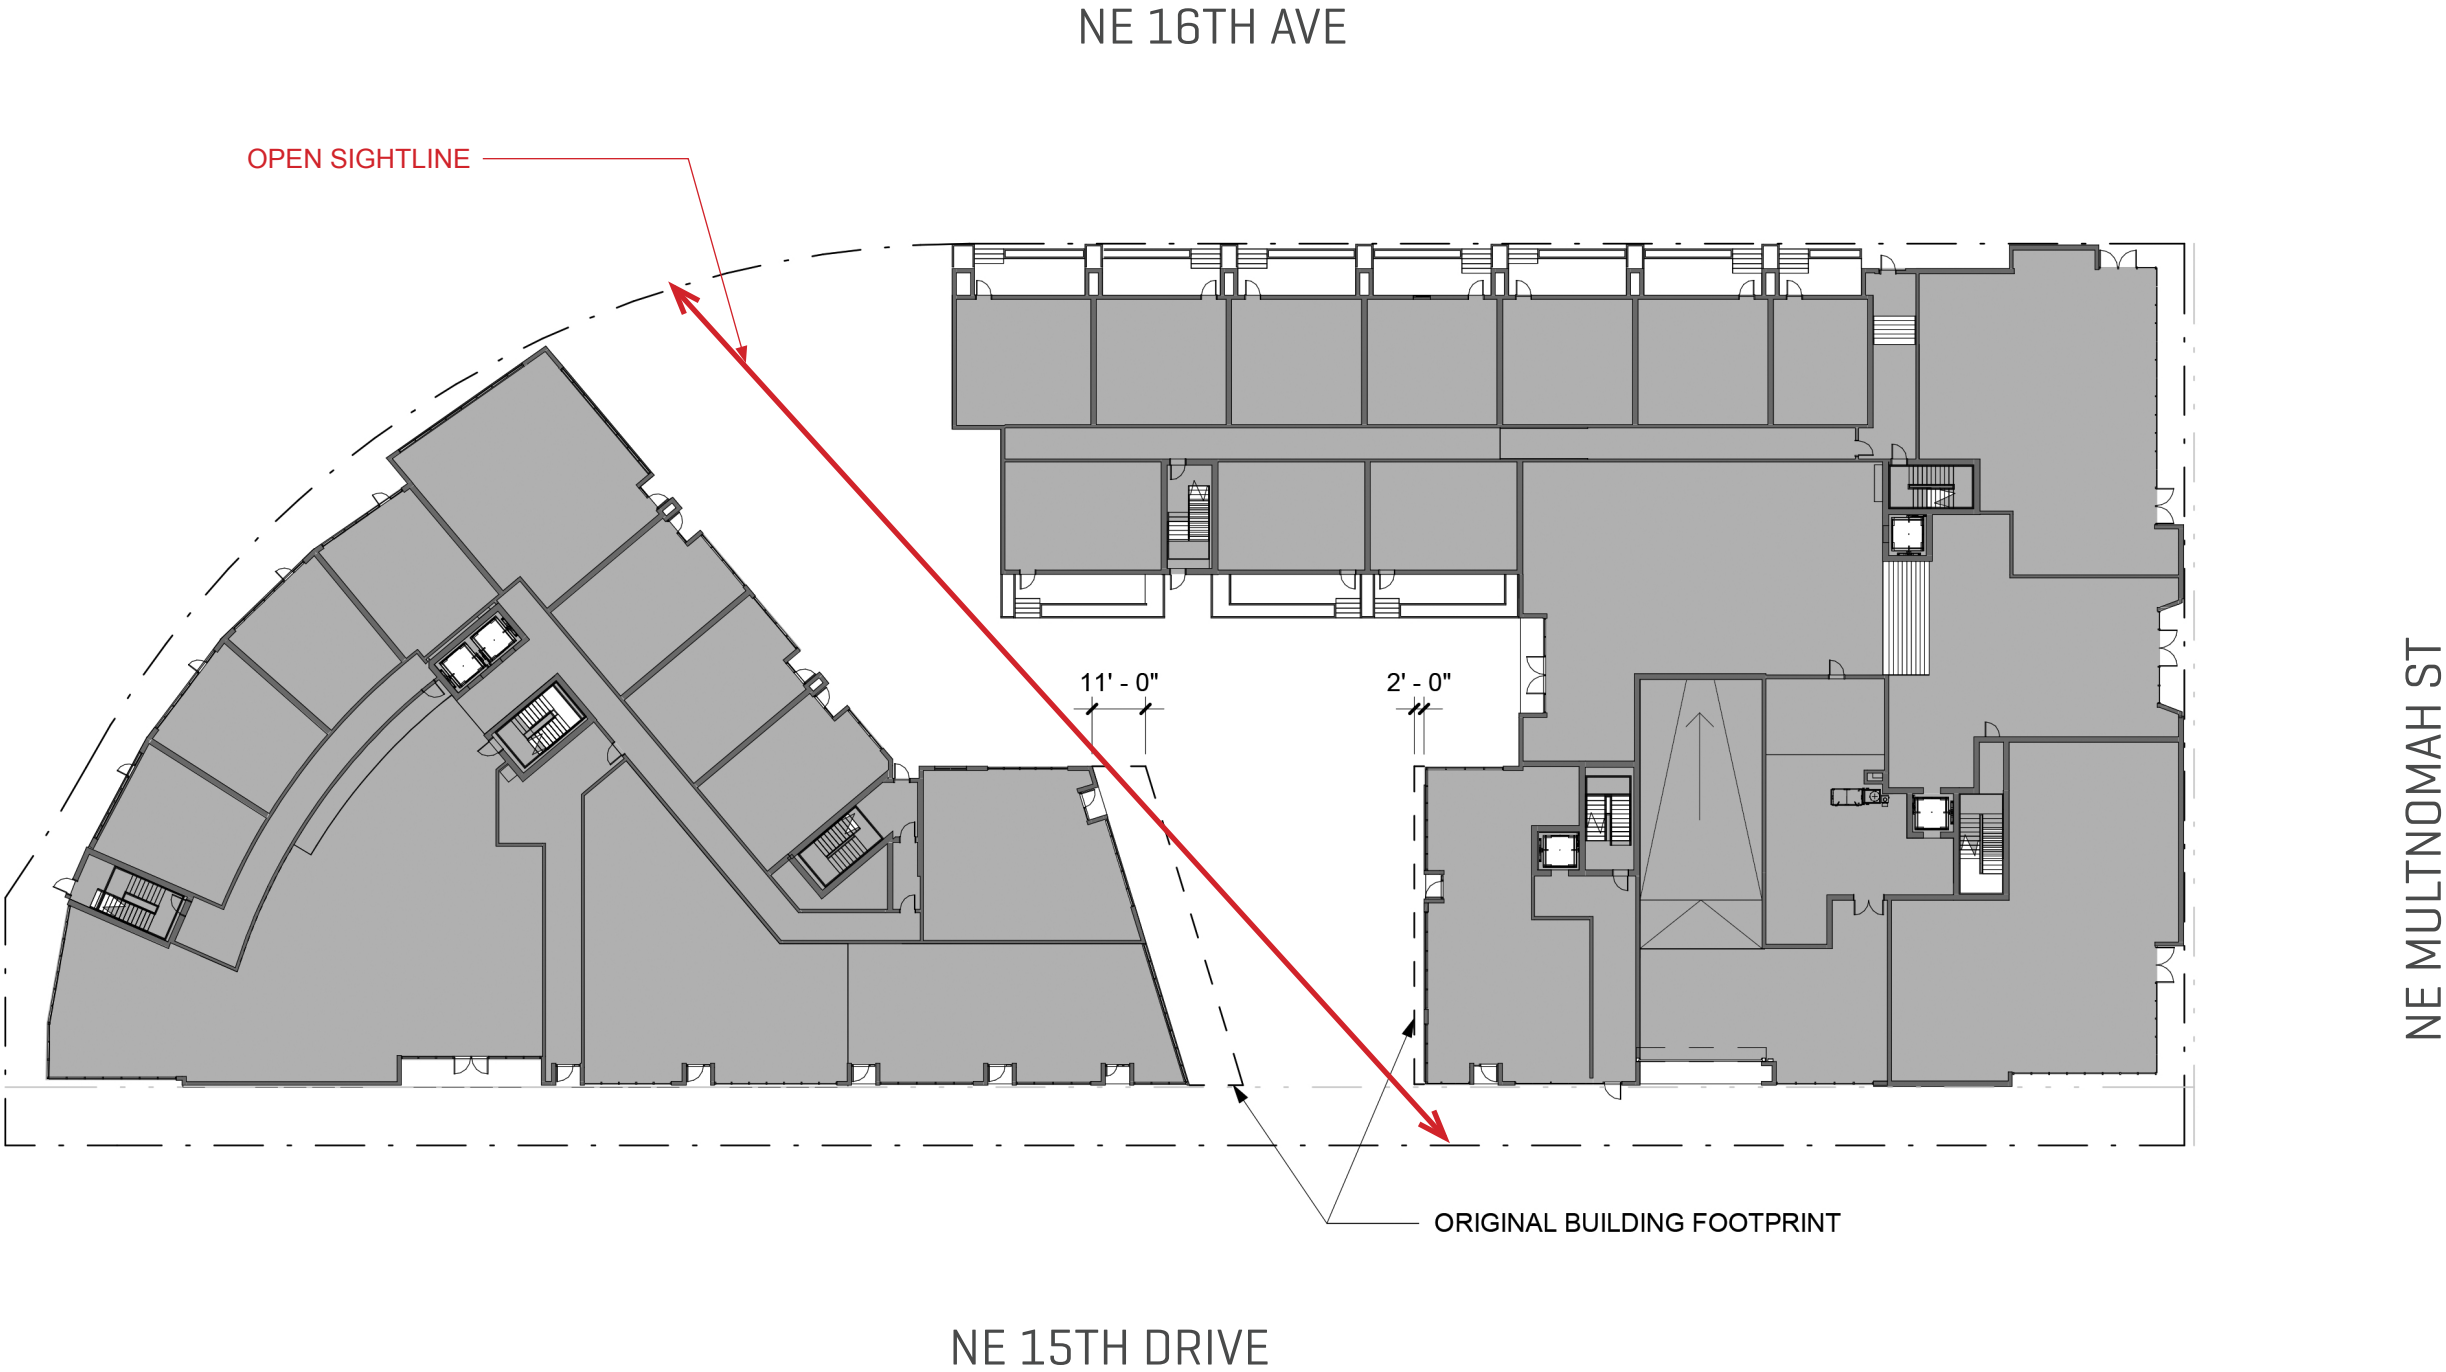 NE 16TH AVE
OPEN SIGHTLINE
11' - 0"
2' - 0"
NE MULTNOMAH ST
ORIGINAL BUILDING FOOTPRINT
NE 15TH DRIVE